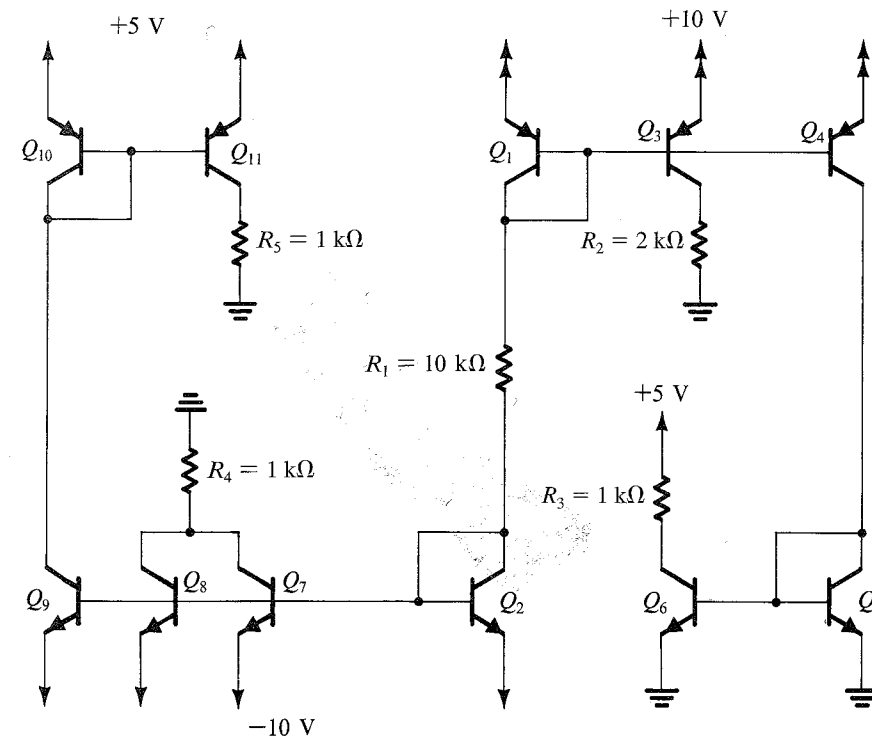 +5 V
+10 V
Q10
Q11
Q1
Q3
Q4
R5 = 1 kΩ
R2 = 2 kΩ
R1 = 10 kΩ
+5 V
R4 = 1 kΩ
R3 = 1 kΩ
Q9
Q8
Q7
Q2
Q6
Q
−10 V